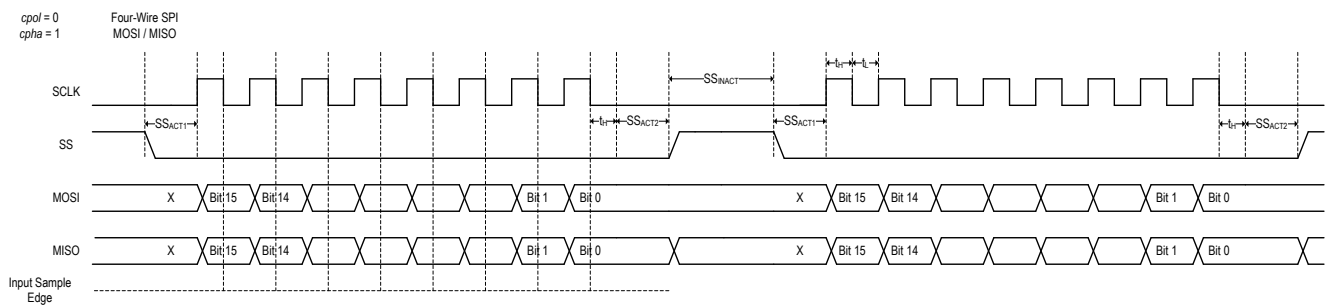 cpol = 0 Four-Wire SPI
cpha = 1 MOSI / MISO
SCLK
SSINACT
tH tL
SSACT1
tH
SSACT2
SSACT1
tH
SSACT2
SS
MOSI
X Bit 15 Bit 14 Bit 1 Bit 0 X Bit 15 Bit 14 Bit 1 Bit 0
MISO
X Bit 15 Bit 14 Bit 1 Bit 0 X Bit 15 Bit 14 Bit 1 Bit 0
Input Sample
Edge